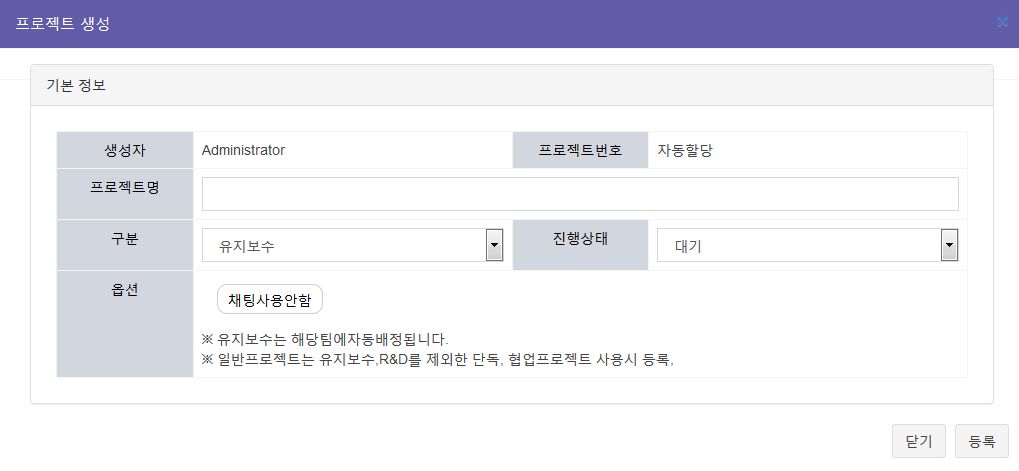 프로젝트 생성
기본 정보
생성자 Administrator 프로젝트번호 자동할당
프로젝트명
구분 유지보수 진행상태 대기
옵션 채팅사용안함
※ 유지보수는 해당팀에자동배정됩니다.
※ 일반프로젝트는 유지보수,R&D를 제외한 단독, 협업프로젝트 사용시 등록,
닫기 등록